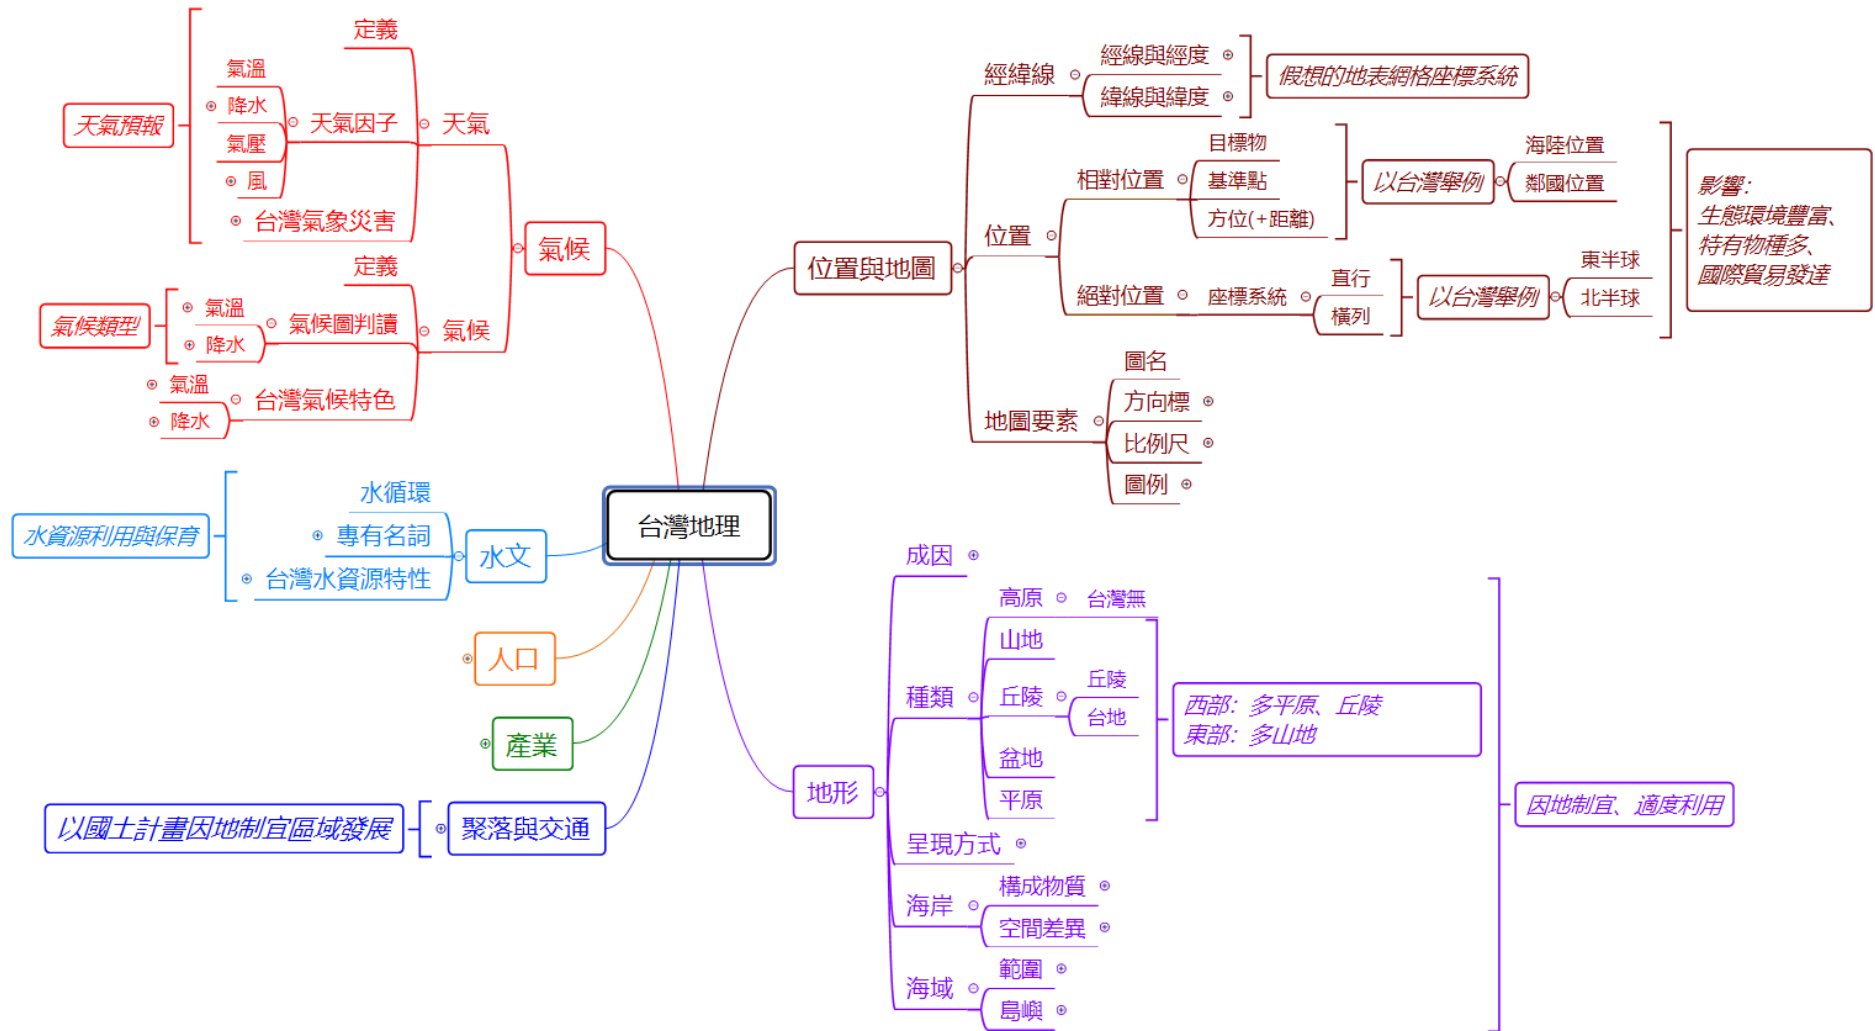 台灣地理
位置與地圖
經緯線
經線與經度
緯線與緯度
假想的地表網格座標系統
位置
相對位置
目標物
基準點
方位(+距離)
以台灣舉例
海陸位置
鄰國位置
絕對位置
座標系統
直行
橫列
以台灣舉例
東半球
北半球
影響：
生態環境豐富、
特有物種多、
國際貿易發達
地圖要素
圖名
方向標
比例尺
圖例
地形
成因
種類
高原
台灣無
山地
丘陵
丘陵
台地
盆地
平原
西部：多平原、丘陵
東部：多山地
呈現方式
海岸
構成物質
空間差異
海域
範圍
島嶼
因地制宜、適度利用
氣候
天氣
定義
天氣因子
氣溫
降水
氣壓
風
台灣氣象災害
天氣預報
氣候
定義
氣候圖判讀
氣溫
降水
氣候類型
台灣氣候特色
氣溫
降水
水文
水循環
專有名詞
台灣水資源特性
水資源利用與保育
人口
產業
聚落與交通
以國土計畫因地制宜區域發展